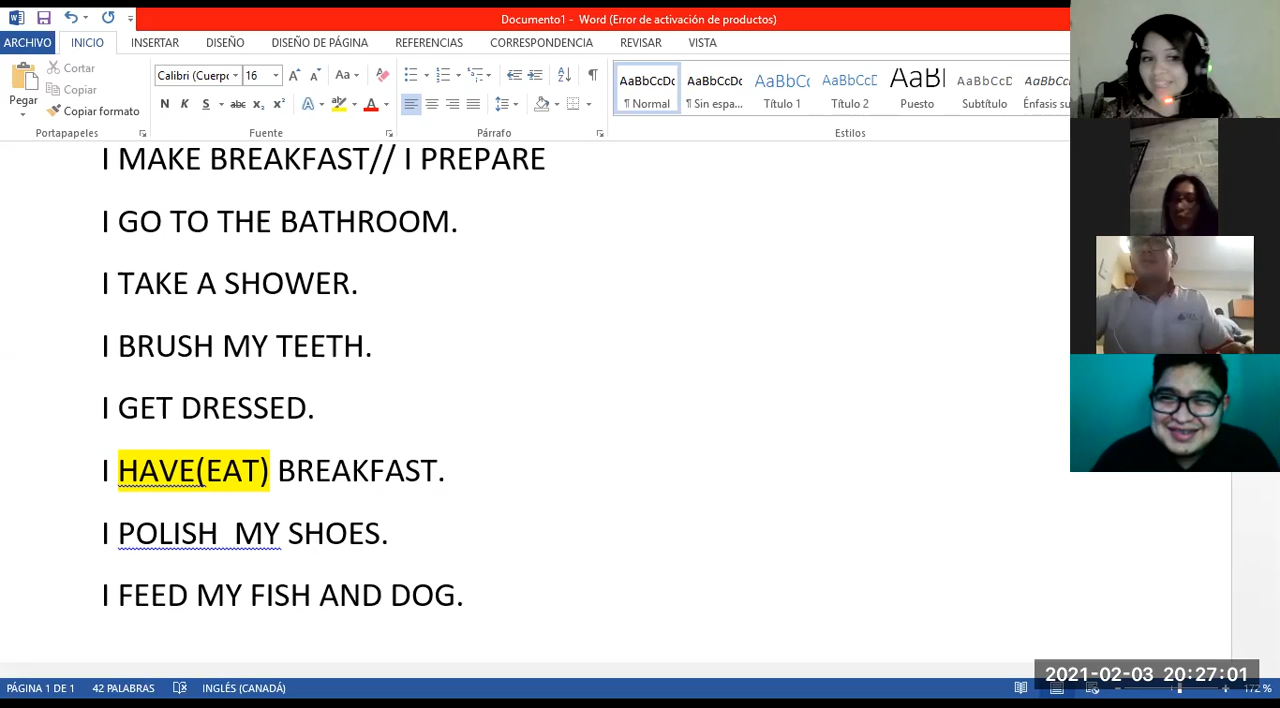 Documento1 - Word (Error de activación de productos)
ARCHIVO INICIO INSERTAR DISEÑO DISEÑO DE PÁGINA REFERENCIAS CORRESPONDENCIA REVISAR VISTA
Pegar
Cortar
Copiar
Copiar formato
Portapapeles
Calibri (Cuerpo 16
Fuente
Párrafo
AaBbCcDc AaBbCcDc AaBbCc AaBbCcD AaBl AaBbCcD AaBbCcD
¶ Normal ¶ Sin espa... Título 1 Título 2 Puesto Subtítulo Énfasis su
Estilos
I MAKE BREAKFAST// I PREPARE
I GO TO THE BATHROOM.
I TAKE A SHOWER.
I BRUSH MY TEETH.
I GET DRESSED.
I HAVE(EAT) BREAKFAST.
I POLISH  MY SHOES.
I FEED MY FISH AND DOG.
PÁGINA 1 DE 1 42 PALABRAS INGLÉS (CANADÁ) 172 %
2021-02-03 20:27:01